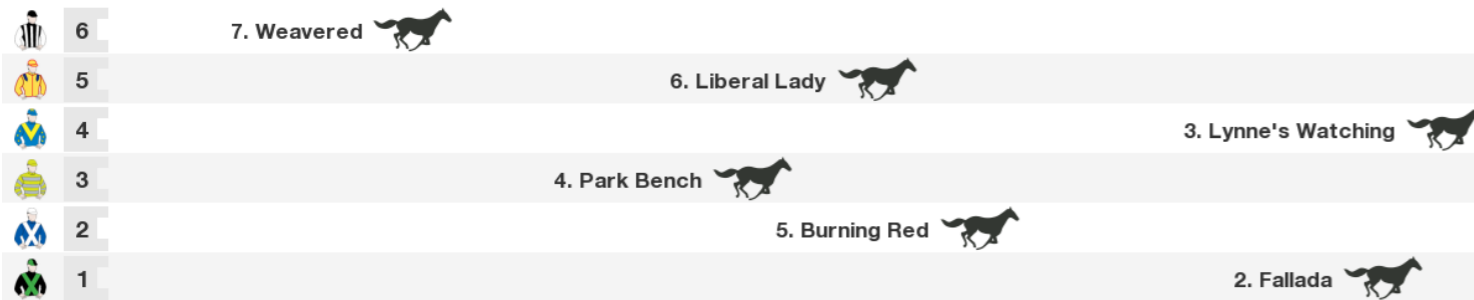 6 7. Weavered
5 6. Liberal Lady
4 3. Lynne's Watching
3 4. Park Bench
2 5. Burning Red
1 2. Fallada